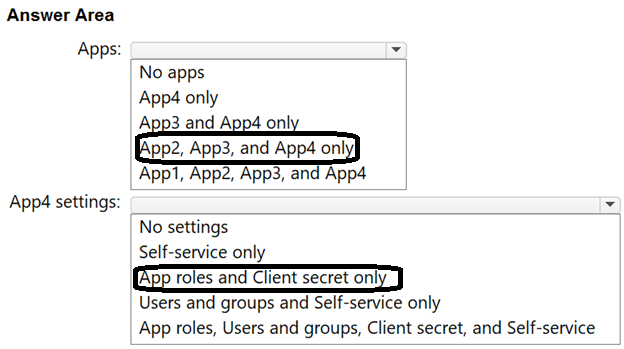 Answer Area
Apps:
No apps
App4 only
App3 and App4 only
App2, App3, and App4 only
App1, App2, App3, and App4
App4 settings:
No settings
Self-service only
App roles and Client secret only
Users and groups and Self-service only
App roles, Users and groups, Client secret, and Self-service